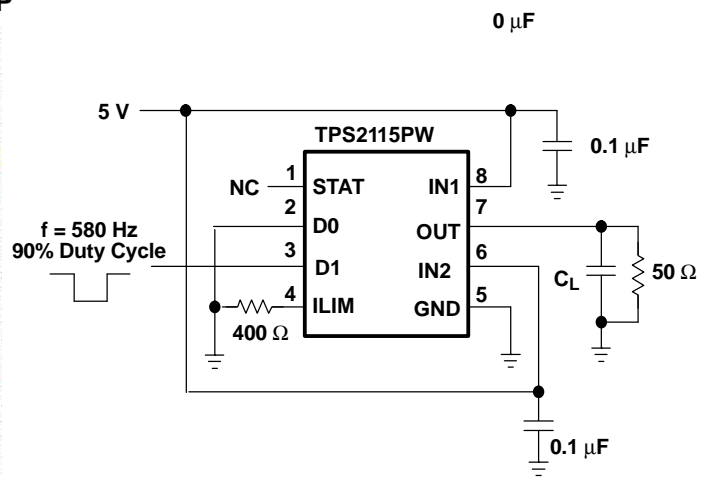 P
0 μF
5 V
TPS2115PW
0.1 μF
NC
1
STAT
IN1
8
2
D0
7
OUT
f = 580 Hz
90% Duty Cycle
3
D1
6
IN2
CL
50 Ω
4
ILIM
5
GND
400 Ω
0.1 μF